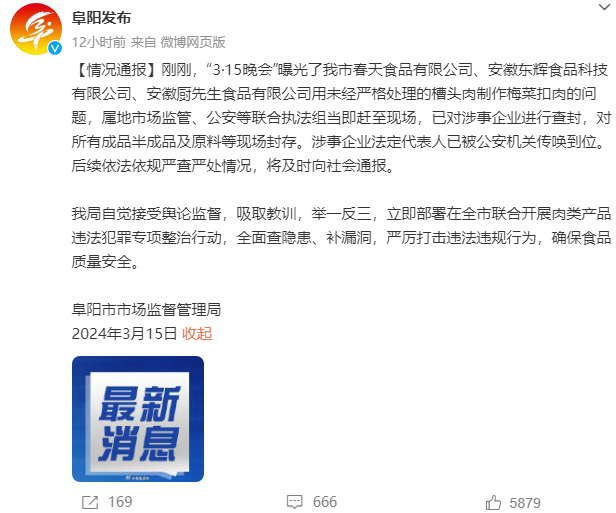 阜阳发布
12小时前 来自 微博网页版
【情况通报】刚刚，“3·15晚会”曝光了我市春天食品有限公司、安徽东辉食品科技
有限公司、安徽厨先生食品有限公司用未经严格处理的槽头肉制作梅菜扣肉的问
题，属地市场监管、公安等联合执法组当即赶至现场，已对涉事企业进行查封，对
所有成品半成品及原料等现场封存。涉事企业法定代表人已被公安机关传唤到位。
后续依法依规严查严处情况，将及时向社会通报。
我局自觉接受舆论监督，吸取教训，举一反三，立即部署在全市联合开展肉类产品
违法犯罪专项整治行动，全面查隐患、补漏洞，严厉打击违法违规行为，确保食品
质量安全。
阜阳市市场监督管理局
2024年3月15日 收起
最新
消息
169 666 5879